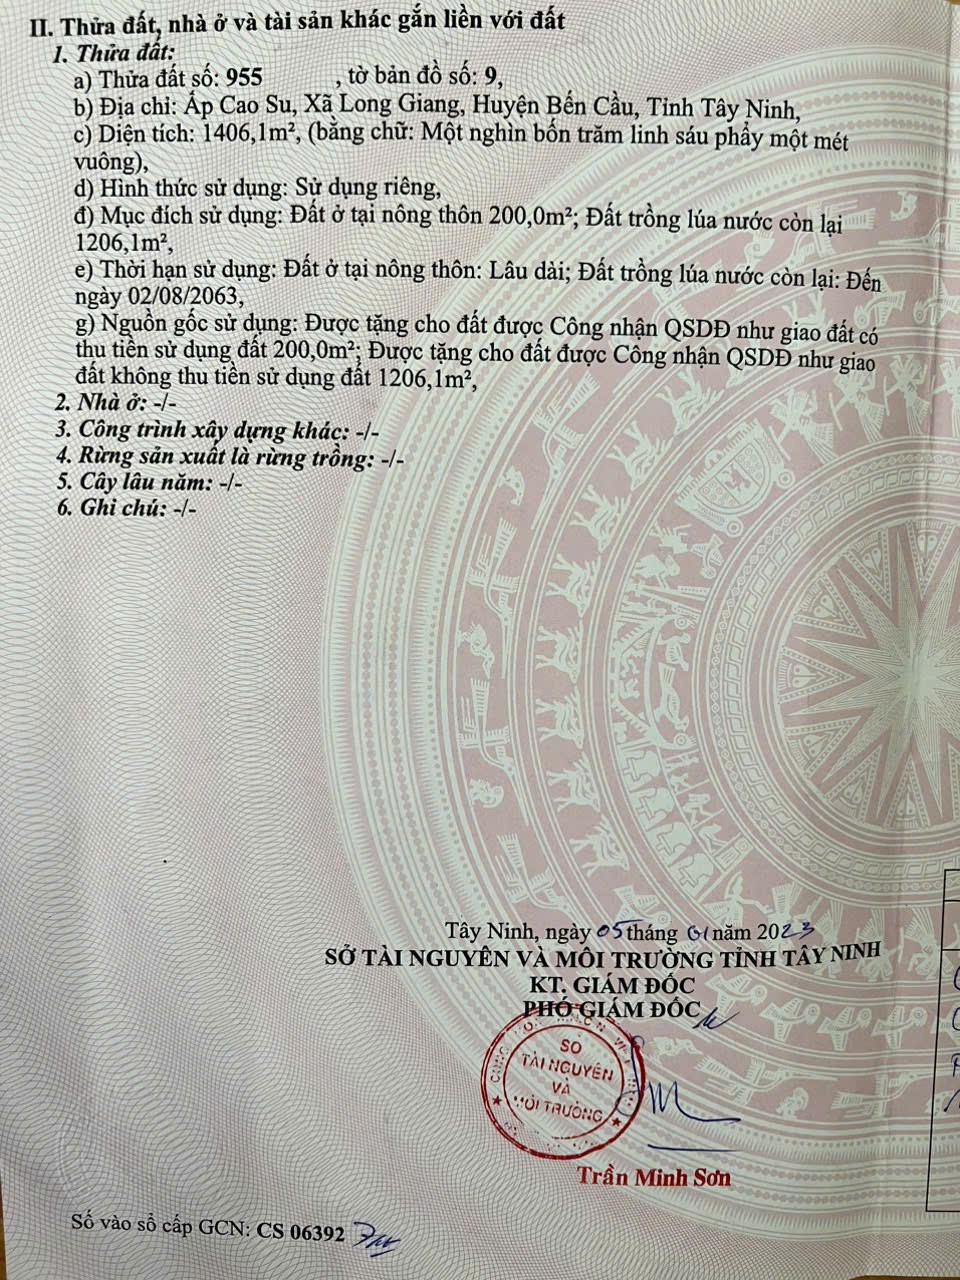 II. Thửa đất, nhà ở và tài sản khác gắn liền với đất
1. Thửa đất:
a) Thửa đất số: 955 , tờ bản đồ số: 9,
b) Địa chỉ: Ấp Cao Su, Xã Long Giang, Huyện Bến Cầu, Tỉnh Tây Ninh,
c) Diện tích: 1406,1m², (bằng chữ: Một nghìn bốn trăm linh sáu phẩy một mét
vuông),
d) Hình thức sử dụng: Sử dụng riêng,
đ) Mục đích sử dụng: Đất ở tại nông thôn 200,0m²; Đất trồng lúa nước còn lại
1206,1m²,
e) Thời hạn sử dụng: Đất ở tại nông thôn: Lâu dài; Đất trồng lúa nước còn lại: Đến
ngày 02/08/2063,
g) Nguồn gốc sử dụng: Được tặng cho đất được Công nhận QSDĐ như giao đất có
thu tiền sử dụng đất 200,0m²; Được tặng cho đất được Công nhận QSDĐ như giao
đất không thu tiền sử dụng đất 1206,1m²,
2. Nhà ở: -/-
3. Công trình xây dựng khác: -/-
4. Rừng sản xuất là rừng trồng: -/-
5. Cây lâu năm: -/-
6. Ghi chú: -/-
Tây Ninh, ngày 05 tháng 01 năm 2023
SỞ TÀI NGUYÊN VÀ MÔI TRƯỜNG TỈNH TÂY NINH
KT. GIÁM ĐỐC
PHÓ GIÁM ĐỐC
SỞ
TÀI NGUYÊN
VÀ
MÔI TRƯỜNG
Trần Minh Sơn
Số vào sổ cấp GCN: CS 06392